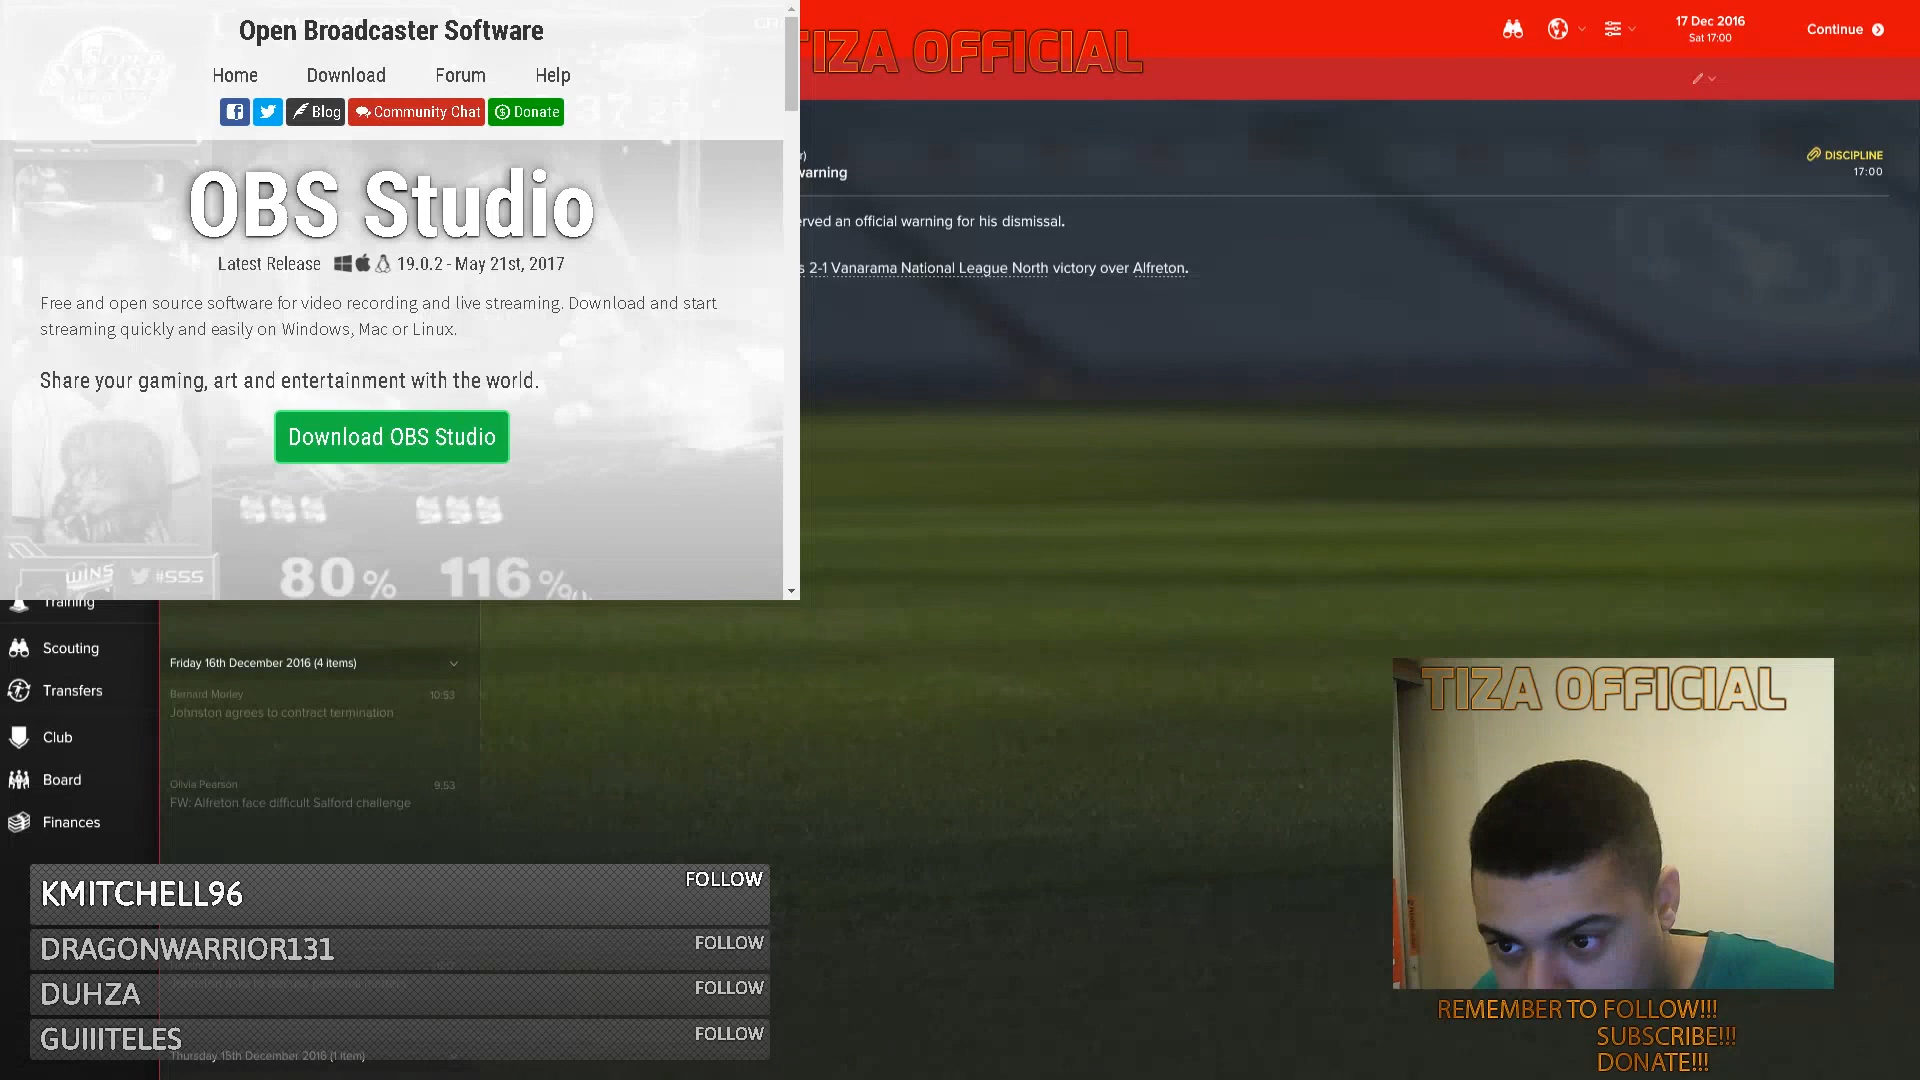 Open Broadcaster Software
Home Download Forum Help
Blog Community Chat Donate
OBS Studio
Latest Release 19.0.2 - May 21st, 2017
Free and open source software for video recording and live streaming. Download and start
streaming quickly and easily on Windows, Mac or Linux.
Share your gaming, art and entertainment with the world.
Download OBS Studio
WINS #SSS
80% 116%
TIZA OFFICIAL
17 Dec 2016
Sat 17:00
Continue
DISCIPLINE
17:00
warning
rved an official warning for his dismissal.
s 2-1 Vanarama National League North victory over Alfreton.
Training
Scouting
Transfers
Club
Board
Finances
Friday 16th December 2016 (4 items)
Bernard Morley 10:53
Johnston agrees to contract termination
Olivia Pearson 9:53
FW: Alfreton face difficult Salford challenge
KMITCHELL96 FOLLOW
DRAGONWARRIOR131 FOLLOW
DUHZA FOLLOW
GUIIITELES FOLLOW
Thursday 15th December 2016 (1 item)
TIZA OFFICIAL
REMEMBER TO FOLLOW!!!
SUBSCRIBE!!!
DONATE!!!